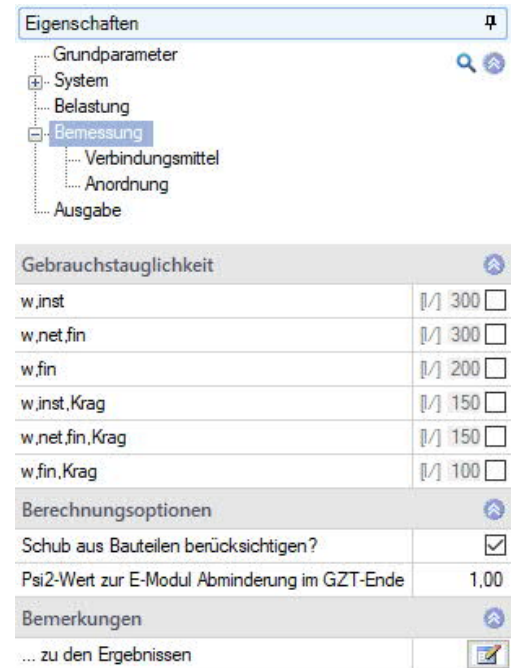 Eigenschaften
Grundparameter
System
Belastung
Bemessung
Verbindungsmittel
Anordnung
Ausgabe
Gebrauchstauglichkeit
w,inst [l/] 300
w,net,fin [l/] 300
w,fin [l/] 200
w,inst,Krag [l/] 150
w,net,fin,Krag [l/] 150
w,fin,Krag [l/] 100
Berechnungsoptionen
Schub aus Bauteilen berücksichtigen?
Psi2-Wert zur E-Modul Abminderung im GZT-Ende 1,00
Bemerkungen
... zu den Ergebnissen